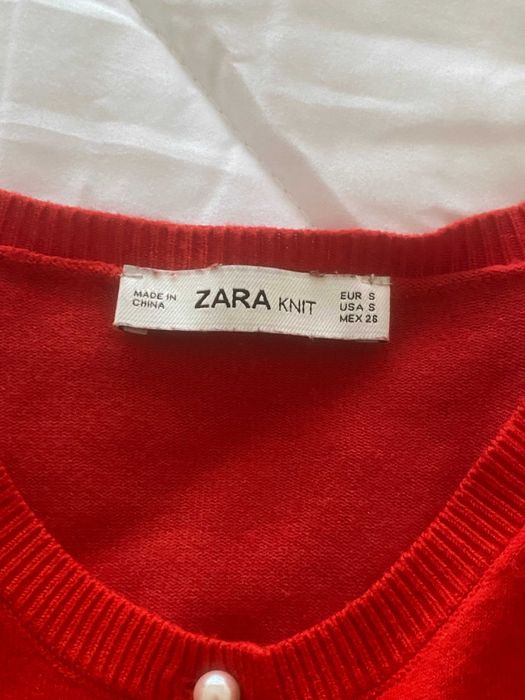 MADE IN
CHINA
ZARA KNIT
EUR S
USA S
MEX 26